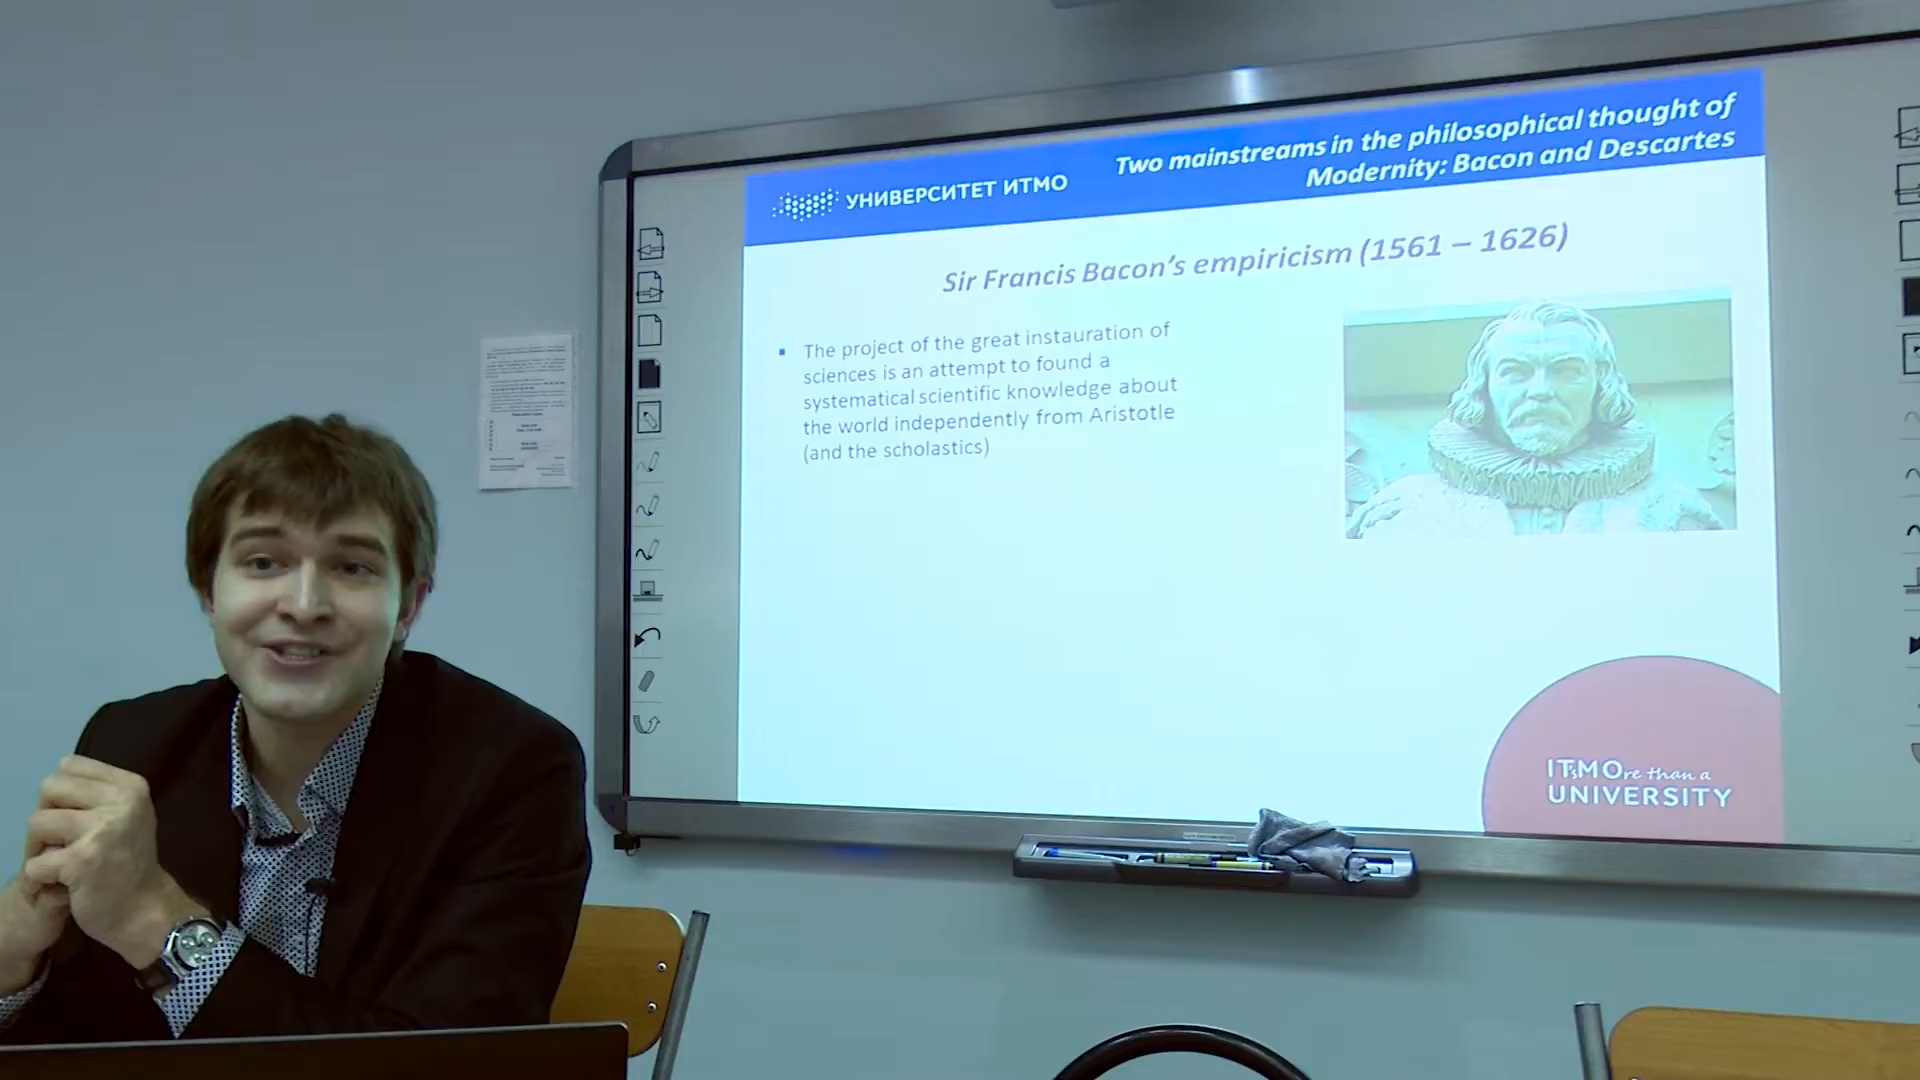 УНИВЕРСИТЕТ ИТМО
Two mainstreams in the philosophical thought of
Modernity: Bacon and Descartes
Sir Francis Bacon's empiricism (1561 – 1626)
The project of the great instauration of
sciences is an attempt to found a
systematical scientific knowledge about
the world independently from Aristotle
(and the scholastics)
IT'sMOre than a
UNIVERSITY